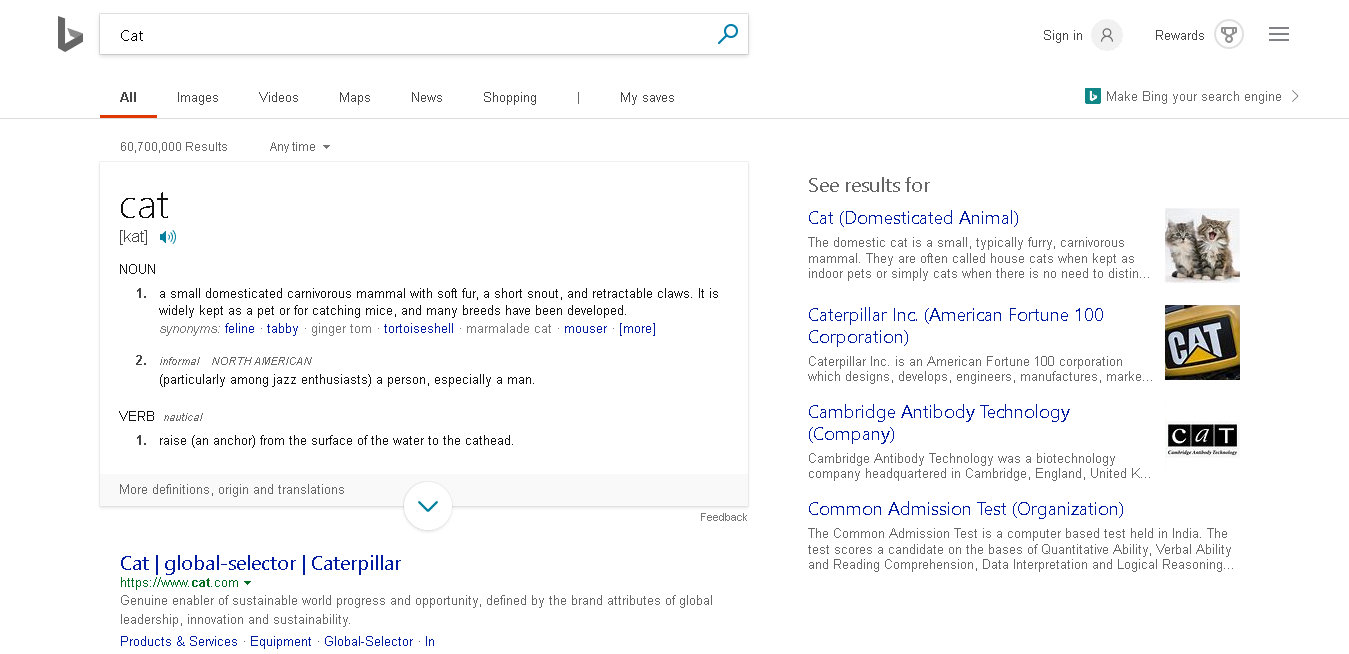 Cat
Sign in
Rewards
All
Images
Videos
Maps
News
Shopping
|
My saves
Make Bing your search engine
60,700,000 Results
Any time
cat
[kat]
NOUN
1. a small domesticated carnivorous mammal with soft fur, a short snout, and retractable claws. It is
widely kept as a pet or for catching mice, and many breeds have been developed.
synonyms: feline · tabby · ginger tom · tortoiseshell · marmalade cat · mouser · [more]
2. informal NORTH AMERICAN
(particularly among jazz enthusiasts) a person, especially a man.
VERB nautical
1. raise (an anchor) from the surface of the water to the cathead.
More definitions, origin and translations
Feedback
Cat | global-selector | Caterpillar
https://www.cat.com
Genuine enabler of sustainable world progress and opportunity, defined by the brand attributes of global
leadership, innovation and sustainability.
Products & Services · Equipment · Global-Selector · In
See results for
Cat (Domesticated Animal)
The domestic cat is a small, typically furry, carnivorous
mammal. They are often called house cats when kept as
indoor pets or simply cats when there is no need to distin...
Caterpillar Inc. (American Fortune 100
Corporation)
Caterpillar Inc. is an American Fortune 100 corporation
which designs, develops, engineers, manufactures, marke...
CAT
Cambridge Antibody Technology
(Company)
Cambridge Antibody Technology was a biotechnology
company headquartered in Cambridge, England, United K...
CaT
Cambridge Antibody Technology
Common Admission Test (Organization)
The Common Admission Test is a computer based test held in India. The
test scores a candidate on the bases of Quantitative Ability, Verbal Ability
and Reading Comprehension, Data Interpretation and Logical Reasoning...